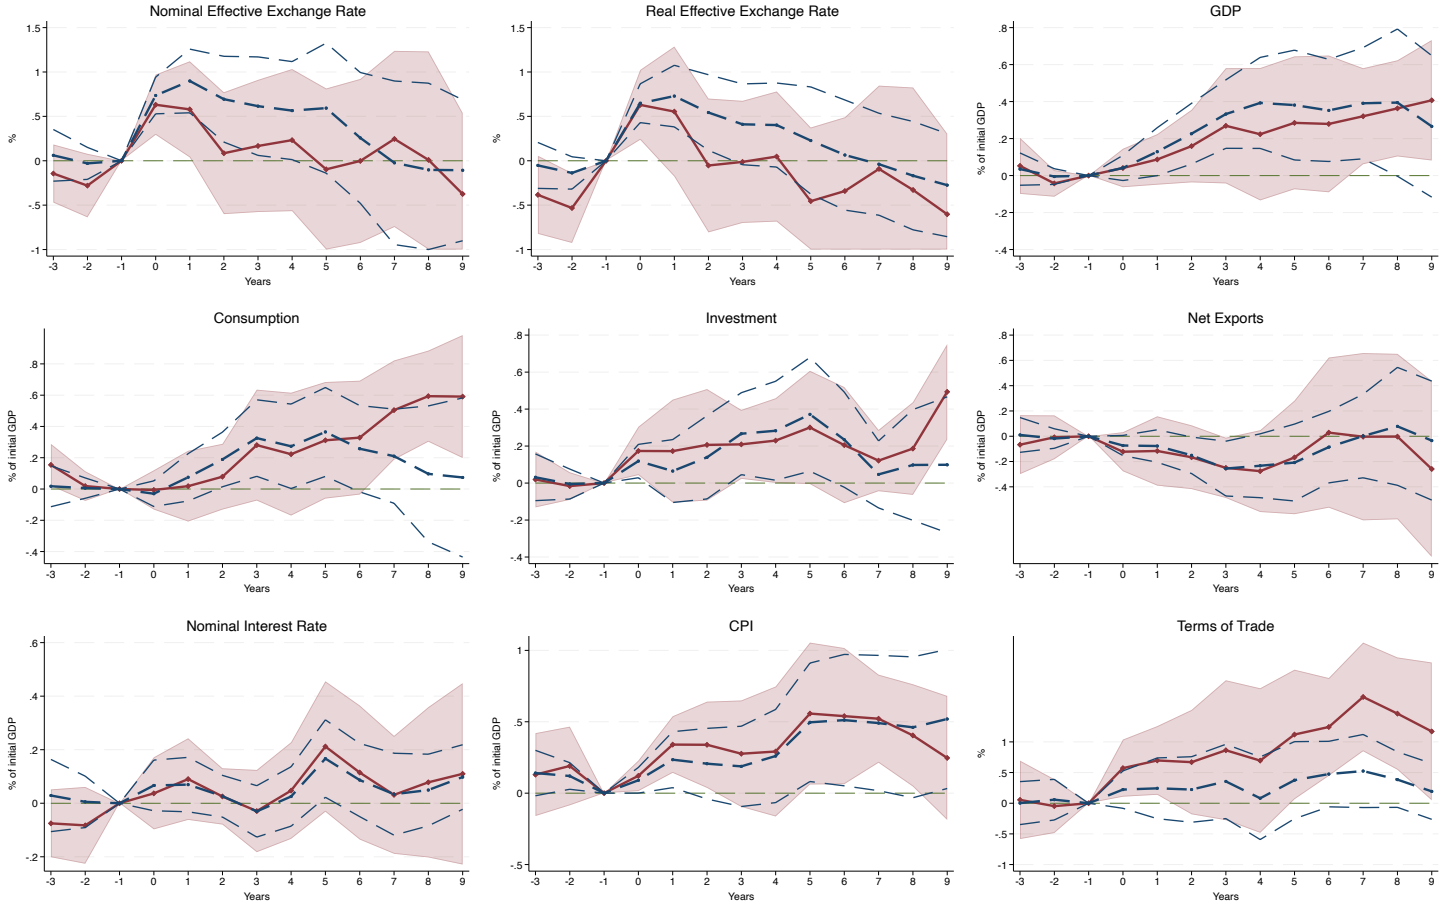 Nominal Effective Exchange Rate
%
1.5
1
.5
0
-.5
-1
-3 -2 -1 0 1 2 3 4 5 6 7 8 9
Years
Real Effective Exchange Rate
%
1.5
1
.5
0
-.5
-1
-3 -2 -1 0 1 2 3 4 5 6 7 8 9
Years
GDP
% of initial GDP
.8
.6
.4
.2
0
-.2
-.4
-3 -2 -1 0 1 2 3 4 5 6 7 8 9
Years
Consumption
% of initial GDP
.8
.6
.4
.2
0
-.2
-.4
-3 -2 -1 0 1 2 3 4 5 6 7 8 9
Years
Investment
% of initial GDP
.8
.6
.4
.2
0
-.2
-.4
-3 -2 -1 0 1 2 3 4 5 6 7 8 9
Years
Net Exports
% of initial GDP
.8
.6
.4
.2
0
-.2
-.4
-3 -2 -1 0 1 2 3 4 5 6 7 8 9
Years
Nominal Interest Rate
% of initial GDP
.6
.4
.2
0
-.2
-3 -2 -1 0 1 2 3 4 5 6 7 8 9
Years
CPI
% of initial GDP
1
.5
0
-.5
-3 -2 -1 0 1 2 3 4 5 6 7 8 9
Years
Terms of Trade
%
1
.5
0
-.5
-1
-3 -2 -1 0 1 2 3 4 5 6 7 8 9
Years